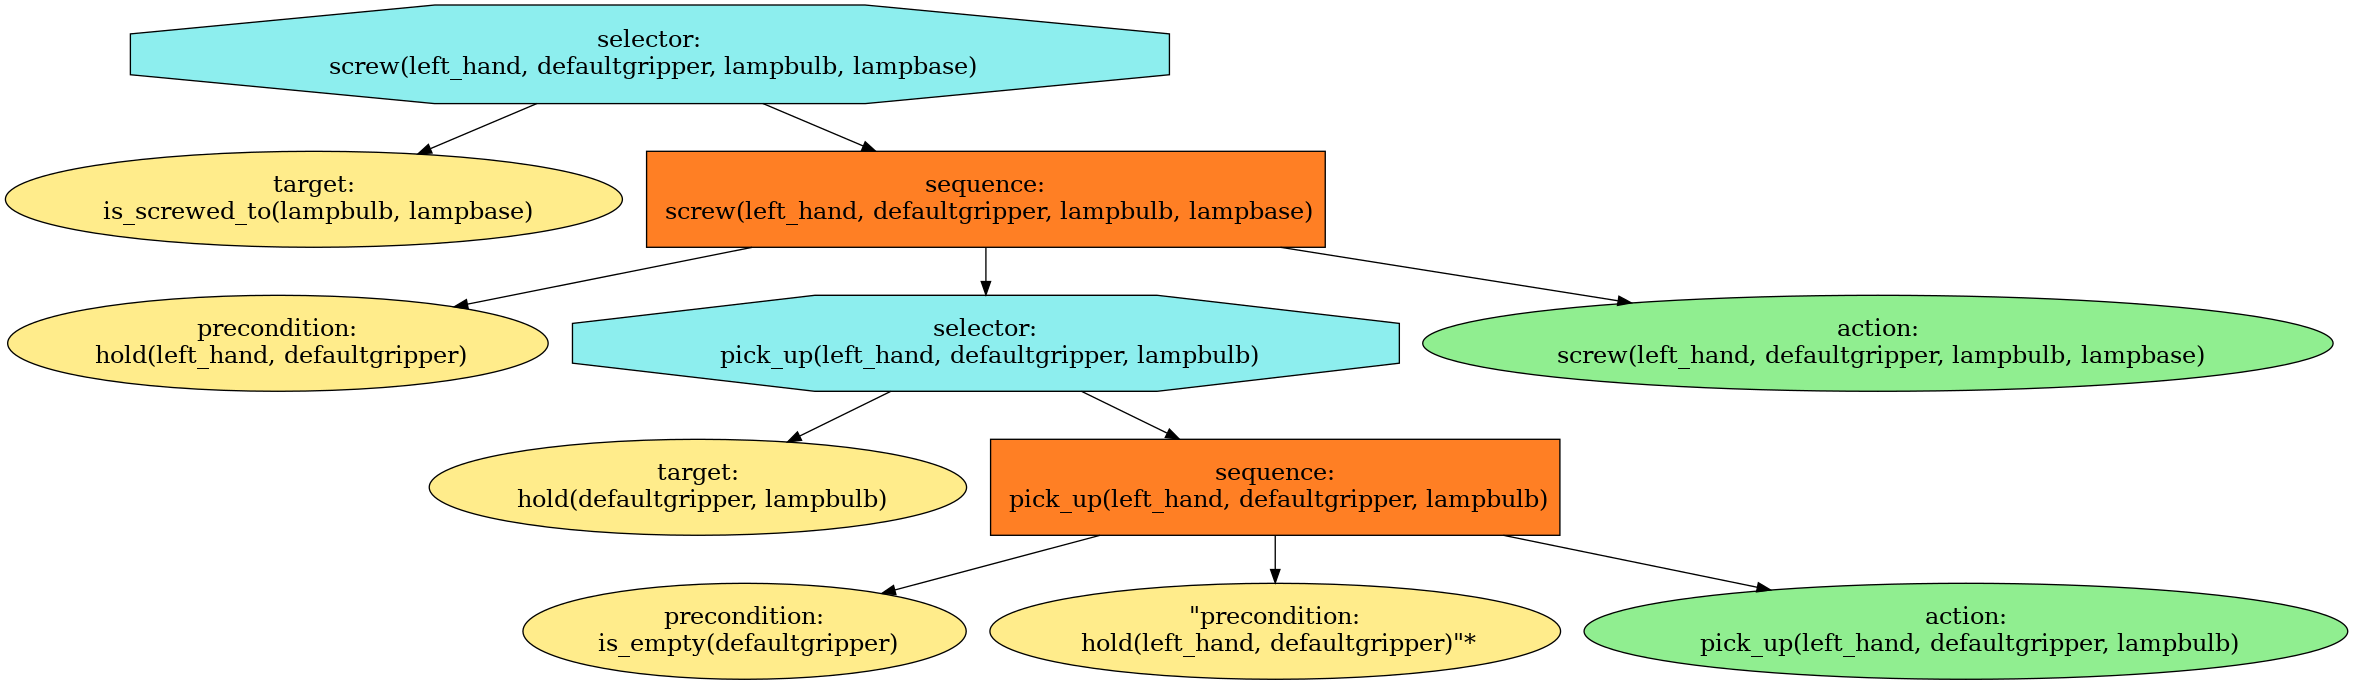 selector:
screw(left_hand, defaultgripper, lampbulb, lampbase)
target:
is_screwed_to(lampbulb, lampbase)
sequence:
screw(left_hand, defaultgripper, lampbulb, lampbase)
precondition:
hold(left_hand, defaultgripper)
selector:
pick_up(left_hand, defaultgripper, lampbulb)
action:
screw(left_hand, defaultgripper, lampbulb, lampbase)
target:
hold(defaultgripper, lampbulb)
sequence:
pick_up(left_hand, defaultgripper, lampbulb)
precondition:
is_empty(defaultgripper)
"precondition:
hold(left_hand, defaultgripper)"*
action:
pick_up(left_hand, defaultgripper, lampbulb)